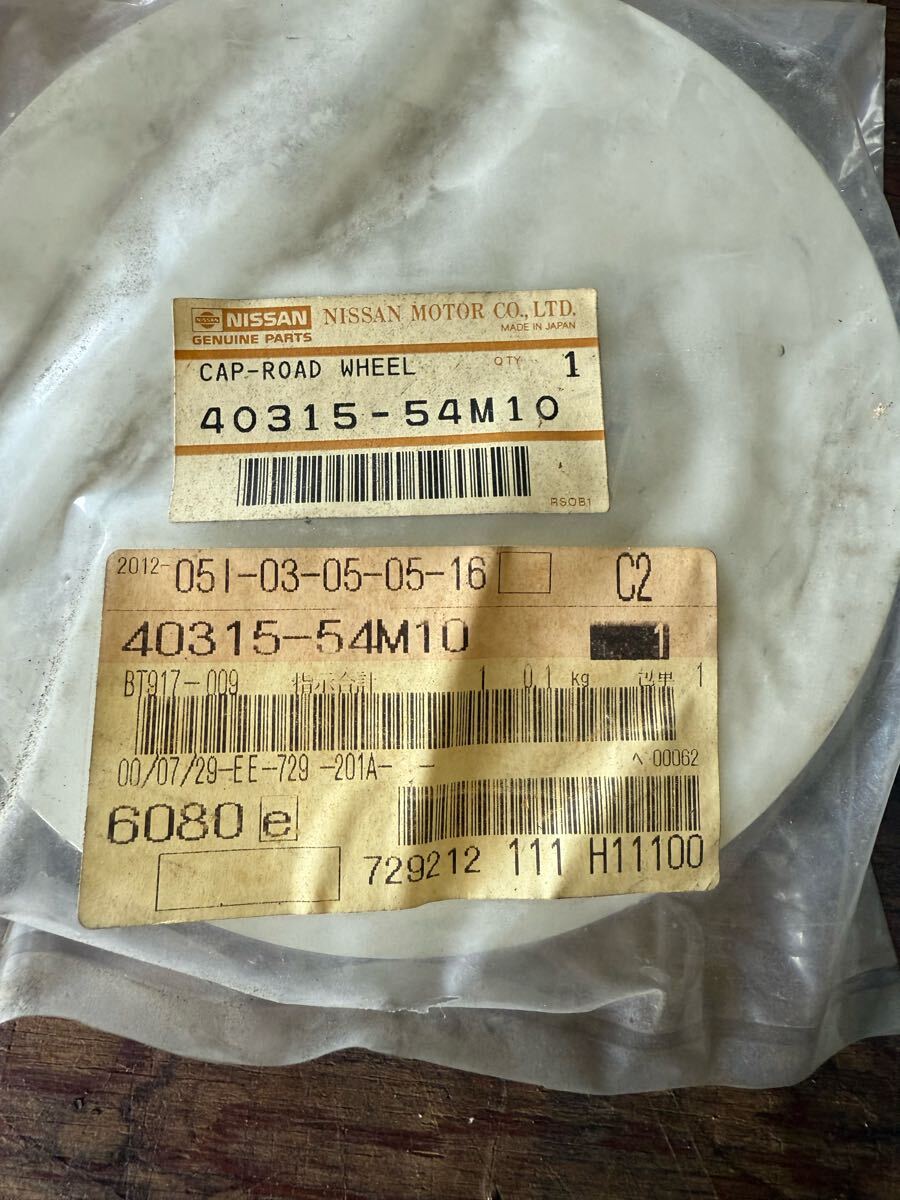 NISSAN NISSAN MOTOR CO., LTD.
GENUINE PARTS MADE IN JAPAN
CAP-ROAD WHEEL QTY 1
40315-54M10
RSOB1
2012-051-03-05-05-16 C2
40315-54M10 1
BT917-009 指示合計 1 0.1 kg 包単 1
00/07/29-EE-729-201A- - ヘ 00062
6080 e
729212 111 H11100